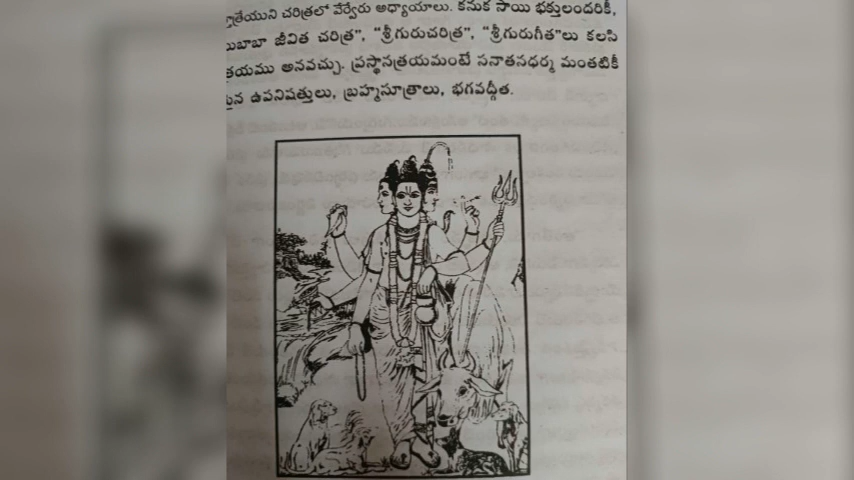 త్రేయుని చరిత్రలో వేర్వేరు అధ్యాయాలు. కనుక సాయి భక్తులందరికీ,
యిబాబా జీవిత చరిత్ర", "శ్రీగురుచరిత్ర", "శ్రీగురుగీత"లు కలసి
త్రయము అనవచ్చు. ప్రస్థానత్రయమంటే సనాతనధర్మ మంతటికీ
మైన ఉపనిషత్తులు, బ్రహ్మసూత్రాలు, భగవద్గీత.